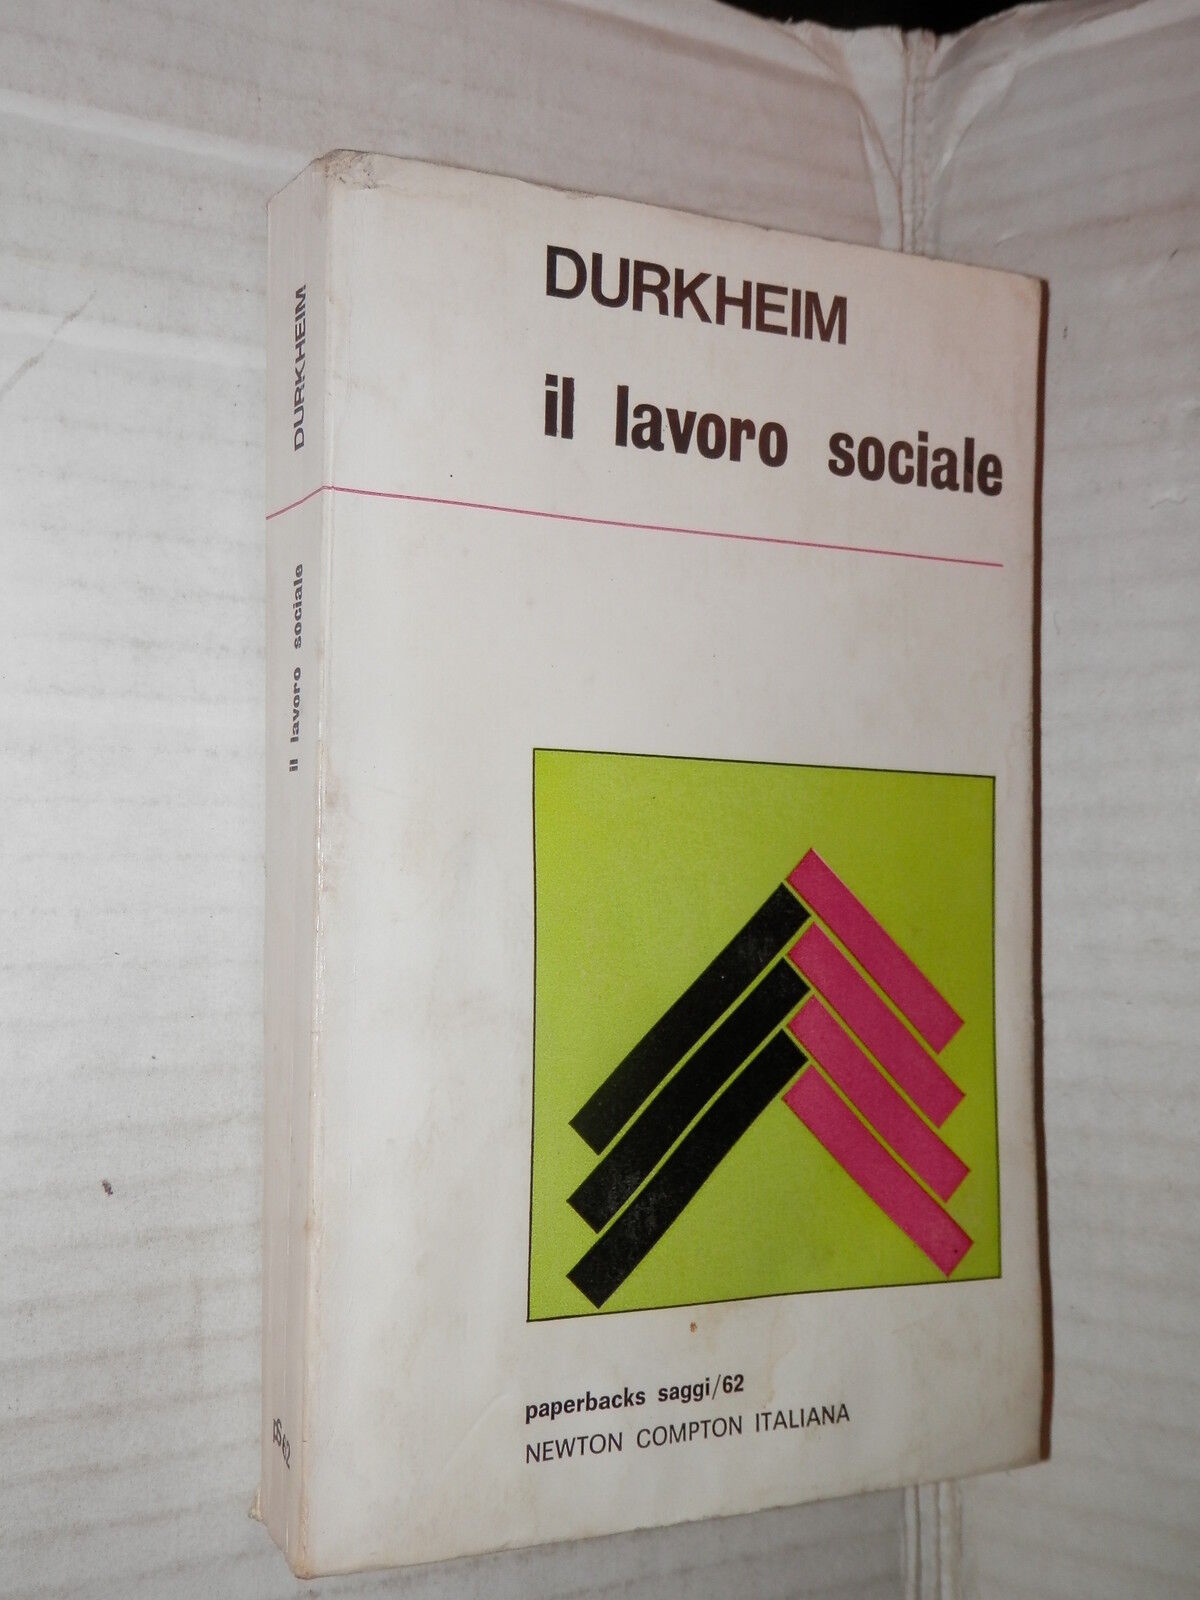 DURKHEIM
il lavoro sociale
paperbacks saggi/62
NEWTON COMPTON ITALIANA
DURKHEIM
il lavoro sociale
pS 62